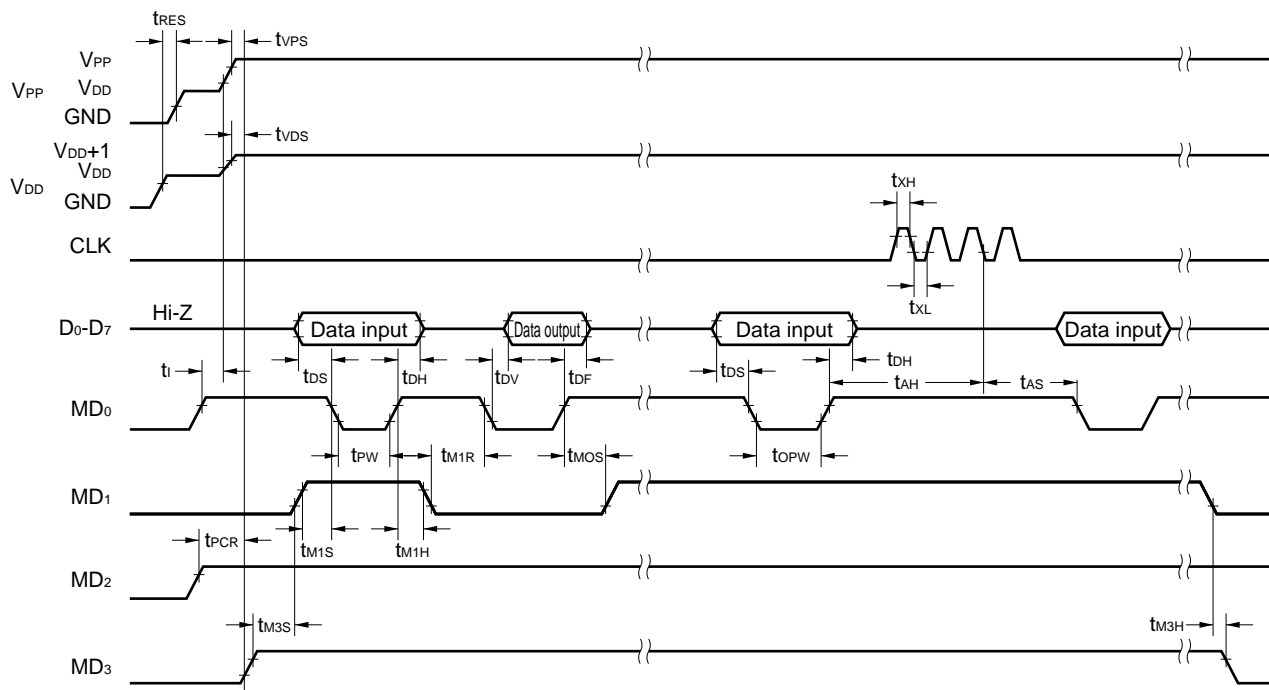 tRES
tVPS
VPP
VPP
VDD
GND
tVDS
VDD+1
VDD
VDD
GND
tXH
CLK
tXL
Hi-Z
D0-D7
Data input
Data output
Data input
Data input
tI
tDS
tDH
tDV
tDF
tDS
tDH
tAH
tAS
MD0
tPW
tM1R
tMOS
tOPW
MD1
tM1S
tM1H
tPCR
MD2
tM3S
tM3H
MD3